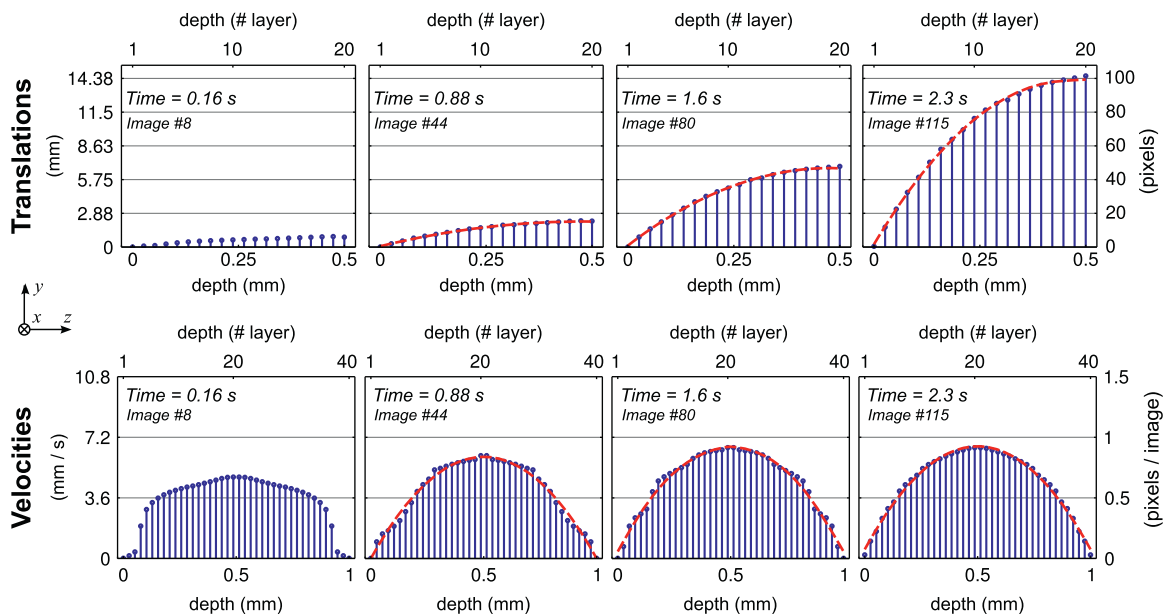 depth (# layer) depth (# layer) depth (# layer) depth (# layer)
1 10 20 1 10 20 1 10 20 1 10 20
Translations
(mm)
14.38
11.5
8.63
5.75
2.88
0
Time = 0.16 s
Image #8
Time = 0.88 s
Image #44
Time = 1.6 s
Image #80
Time = 2.3 s
Image #115
100
80
60
40
20
0
(pixels)
0 0.25 0.5 0 0.25 0.5 0 0.25 0.5 0 0.25 0.5
depth (mm) depth (mm) depth (mm) depth (mm)
y
x z
depth (# layer) depth (# layer) depth (# layer) depth (# layer)
1 20 40 1 20 40 1 20 40 1 20 40
Velocities
(mm / s)
10.8
7.2
3.6
0
Time = 0.16 s
Image #8
Time = 0.88 s
Image #44
Time = 1.6 s
Image #80
Time = 2.3 s
Image #115
1.5
1
0.5
0
(pixels / image)
0 0.5 1 0 0.5 1 0 0.5 1 0 0.5 1
depth (mm) depth (mm) depth (mm) depth (mm)